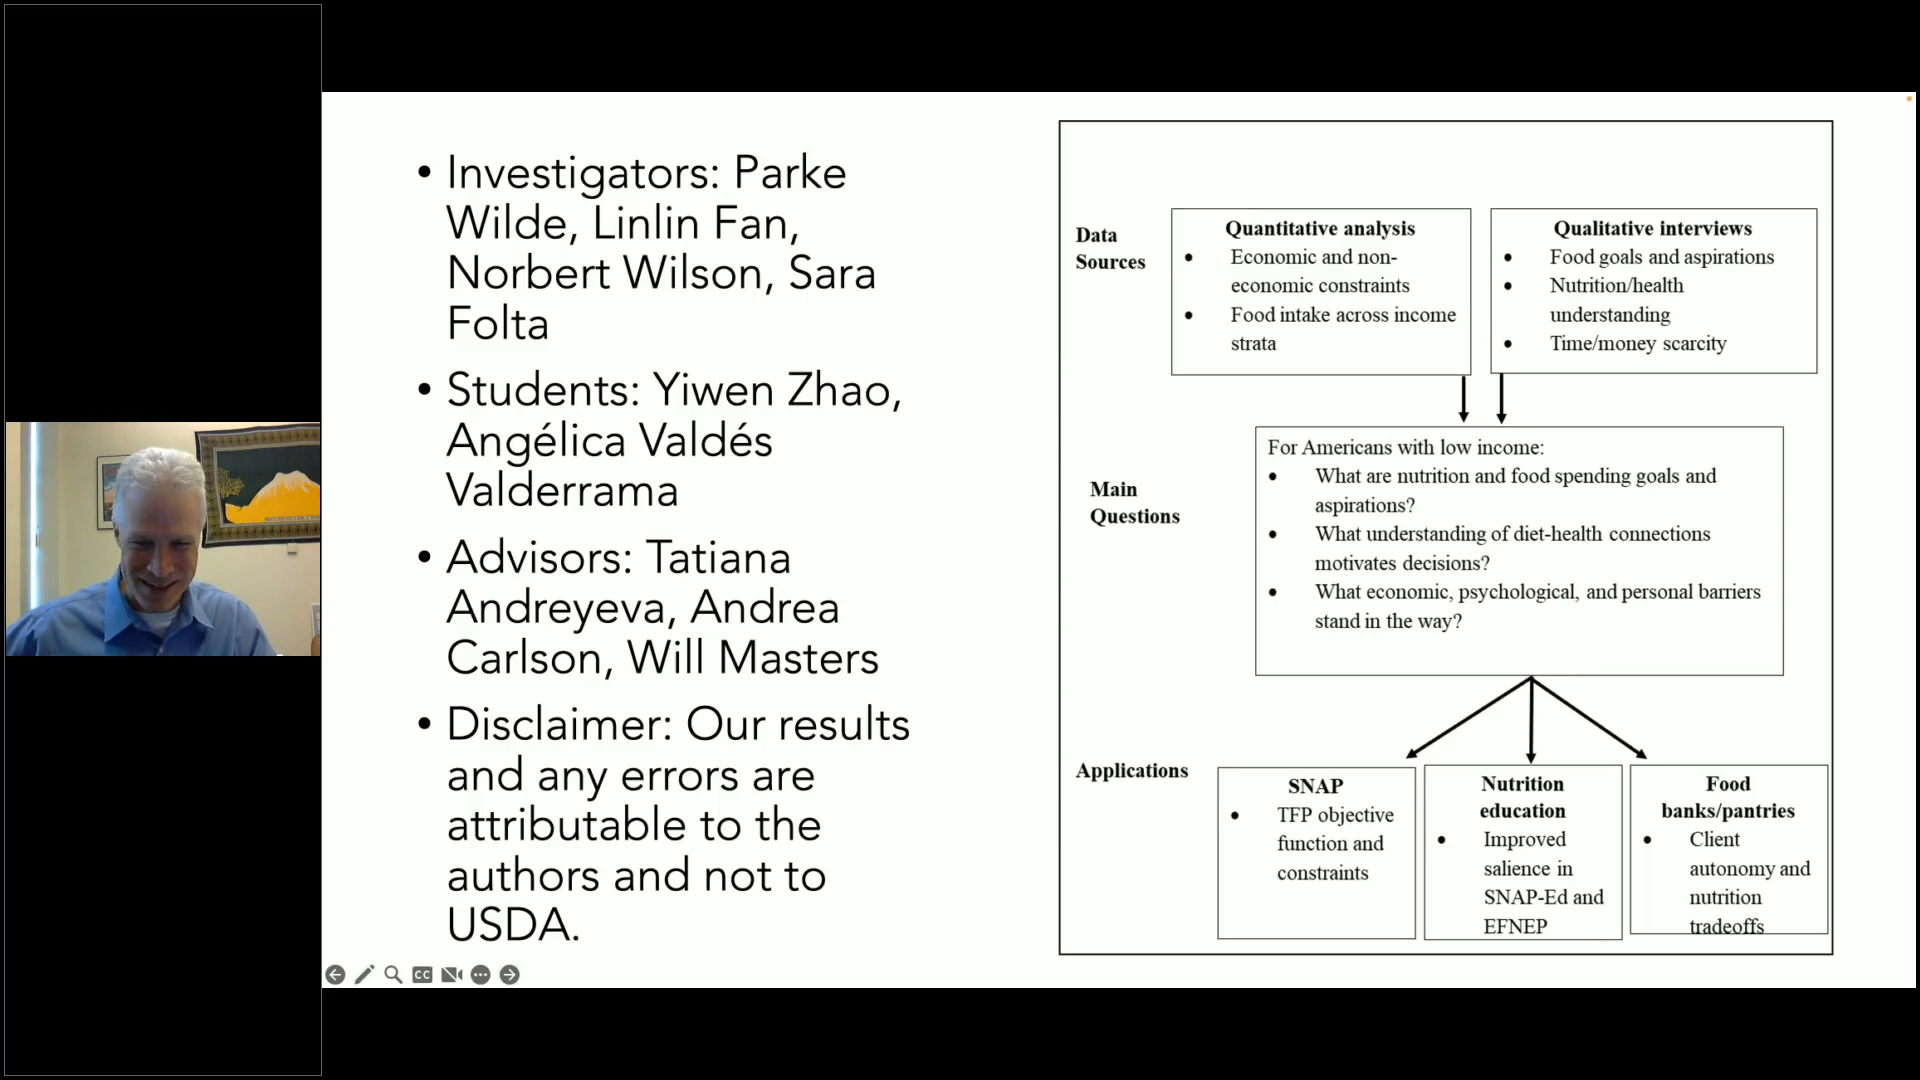 • Investigators: Parke
Wilde, Linlin Fan,
Norbert Wilson, Sara
Folta
• Students: Yiwen Zhao,
Angélica Valdés
Valderrama
• Advisors: Tatiana
Andreyeva, Andrea
Carlson, Will Masters
• Disclaimer: Our results
and any errors are
attributable to the
authors and not to
USDA.
Data
Sources
Quantitative analysis
• Economic and non-
economic constraints
• Food intake across income
strata
Qualitative interviews
• Food goals and aspirations
• Nutrition/health
understanding
• Time/money scarcity
Main
Questions
For Americans with low income:
• What are nutrition and food spending goals and
aspirations?
• What understanding of diet-health connections
motivates decisions?
• What economic, psychological, and personal barriers
stand in the way?
Applications
SNAP
• TFP objective
function and
constraints
Nutrition
education
• Improved
salience in
SNAP-Ed and
EFNEP
Food
banks/pantries
• Client
autonomy and
nutrition
tradeoffs
CC